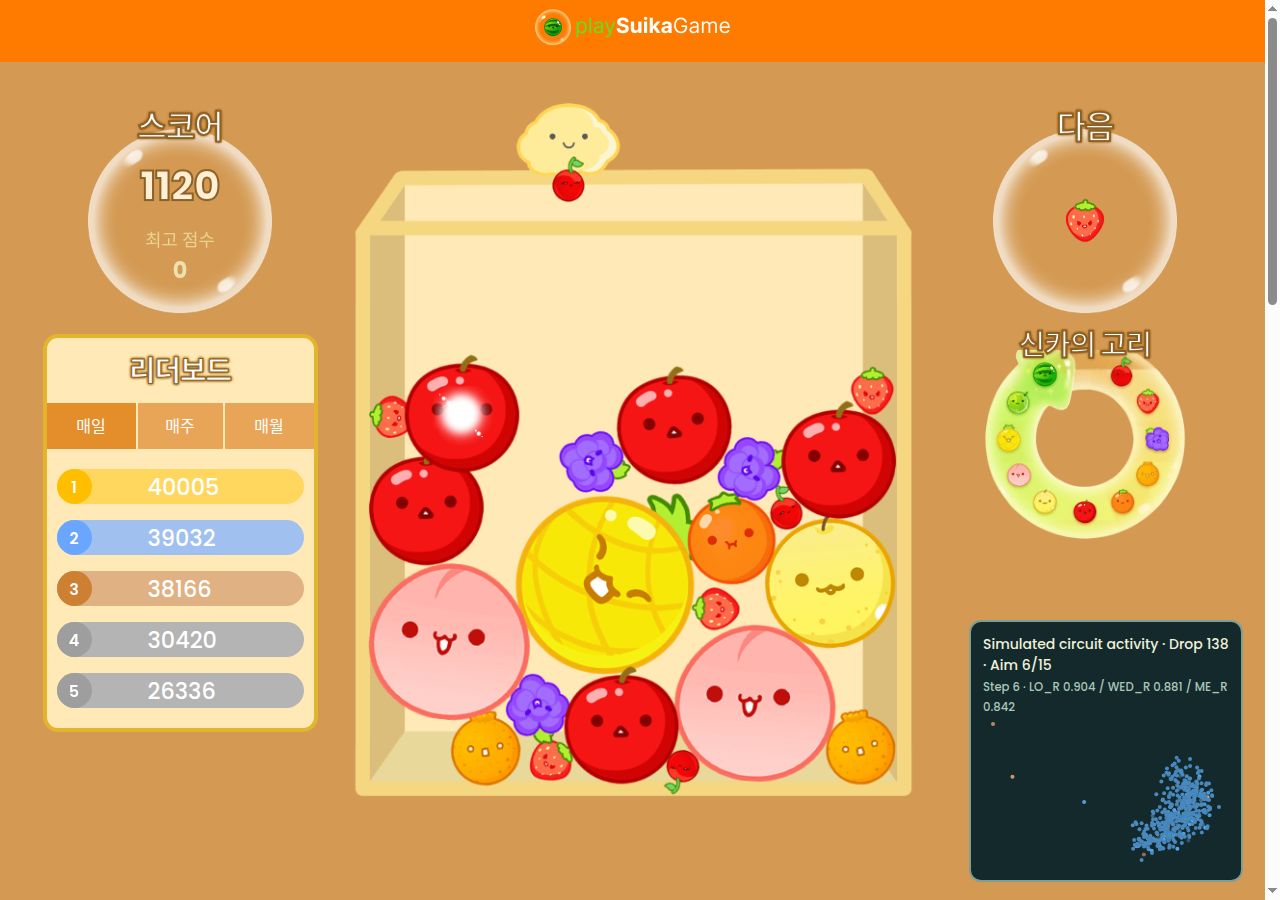 playSuikaGame
스코어
1120
최고 점수
0
다음
리더보드
매일 매주 매월
1 40005
2 39032
3 38166
4 30420
5 26336
신카의 고리
Simulated circuit activity · Drop 138
· Aim 6/15
Step 6 · LO_R 0.904 / WED_R 0.881 / ME_R
0.842